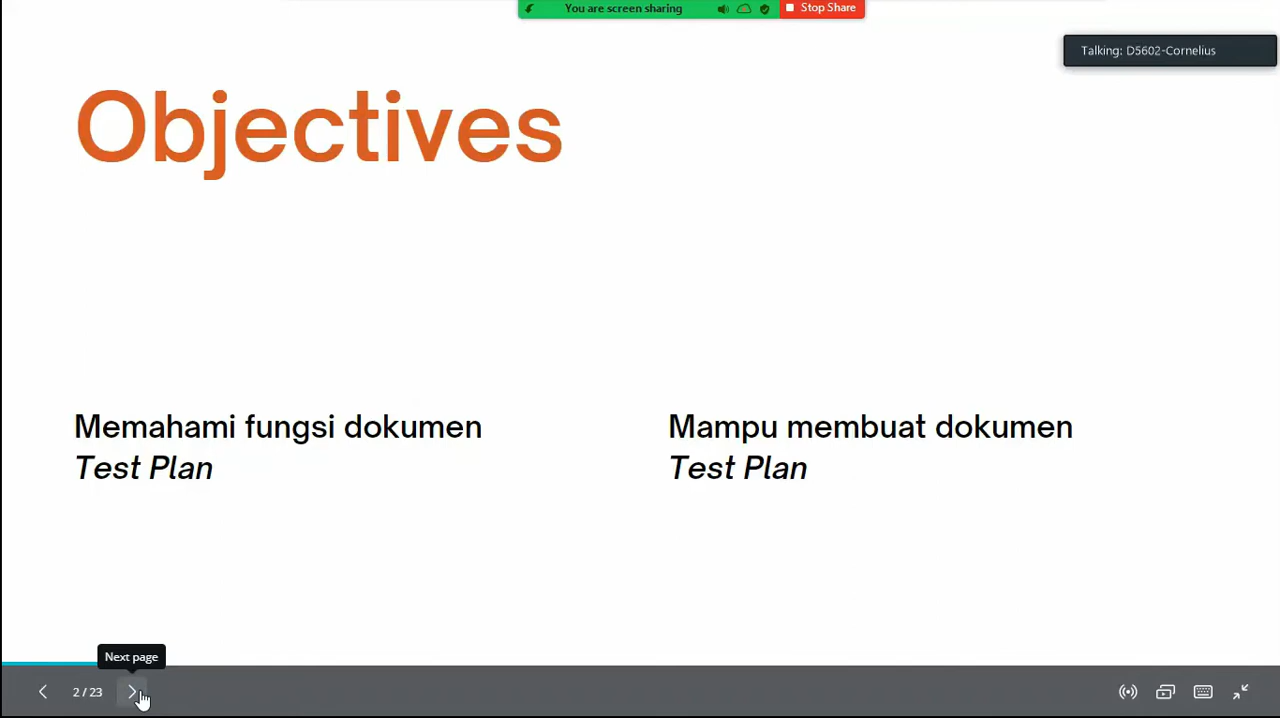 You are screen sharing
Stop Share
Talking: D5602-Cornelius
Objectives
Memahami fungsi dokumen
Test Plan
Mampu membuat dokumen
Test Plan
Next page
2 / 23